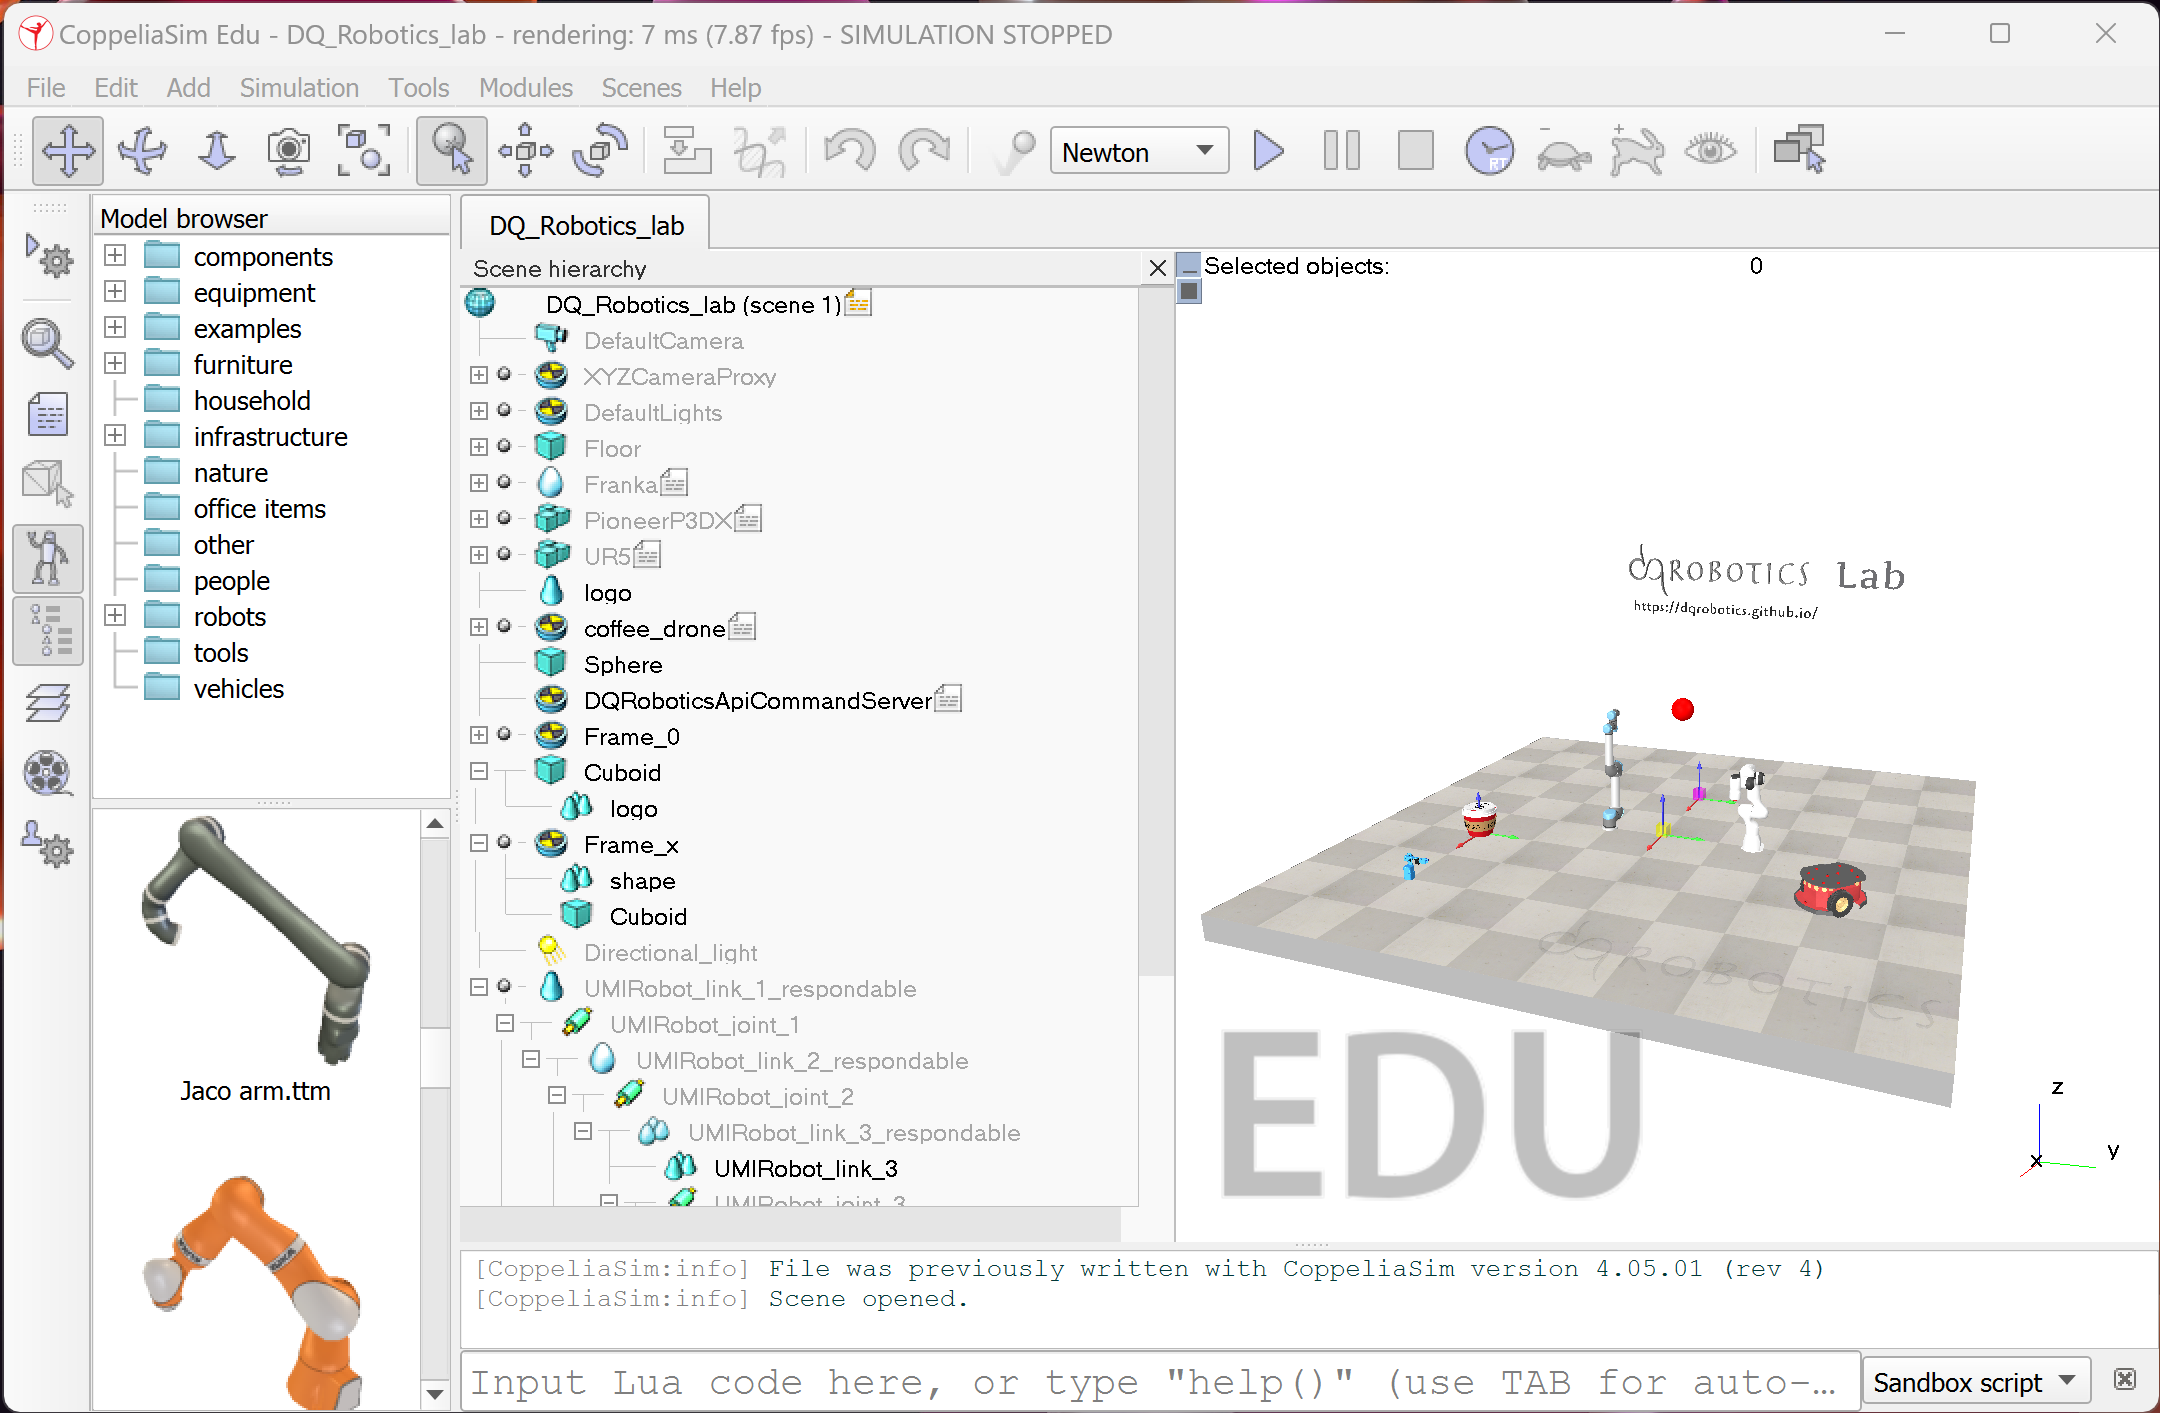 CoppeliaSim Edu - DQ_Robotics_lab - rendering: 7 ms (7.87 fps) - SIMULATION STOPPED
File Edit Add Simulation Tools Modules Scenes Help
Newton
RT
Model browser
components
equipment
examples
furniture
household
infrastructure
nature
office items
other
people
robots
tools
vehicles
Jaco arm.ttm
DQ_Robotics_lab
Scene hierarchy
DQ_Robotics_lab (scene 1)
DefaultCamera
XYZCameraProxy
DefaultLights
Floor
Franka
PioneerP3DX
UR5
logo
coffee_drone
Sphere
DQRoboticsApiCommandServer
Frame_0
Cuboid
logo
Frame_x
shape
Cuboid
Directional_light
UMIRobot_link_1_respondable
UMIRobot_joint_1
UMIRobot_link_2_respondable
UMIRobot_joint_2
UMIRobot_link_3_respondable
UMIRobot_link_3
UMIRobot_joint_3
Selected objects: 0
dqROBOTICS Lab
https://dqrobotics.github.io/
dqROBOTICS
EDU
z
y
x
[CoppeliaSim:info] File was previously written with CoppeliaSim version 4.05.01 (rev 4)
[CoppeliaSim:info] Scene opened.
Input Lua code here, or type "help()" (use TAB for auto-...
Sandbox script